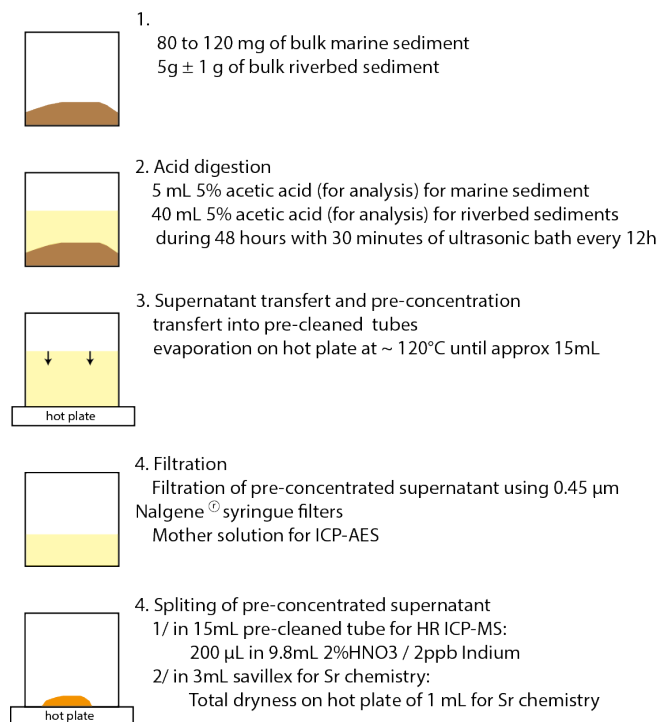 1.
80 to 120 mg of bulk marine sediment
5g ± 1 g of bulk riverbed sediment
2. Acid digestion
5 mL 5% acetic acid (for analysis) for marine sediment
40 mL 5% acetic acid (for analysis) for riverbed sediments
during 48 hours with 30 minutes of ultrasonic bath every 12h
3. Supernatant transfert and pre-concentration
transfert into pre-cleaned tubes
evaporation on hot plate at ~ 120°C until approx 15mL
hot plate
4. Filtration
Filtration of pre-concentrated supernatant using 0.45 µm
Nalgene ⓡ syringue filters
Mother solution for ICP-AES
4. Spliting of pre-concentrated supernatant
1/ in 15mL pre-cleaned tube for HR ICP-MS:
200 µL in 9.8mL 2%HNO3 / 2ppb Indium
2/ in 3mL savillex for Sr chemistry:
Total dryness on hot plate of 1 mL for Sr chemistry
hot plate